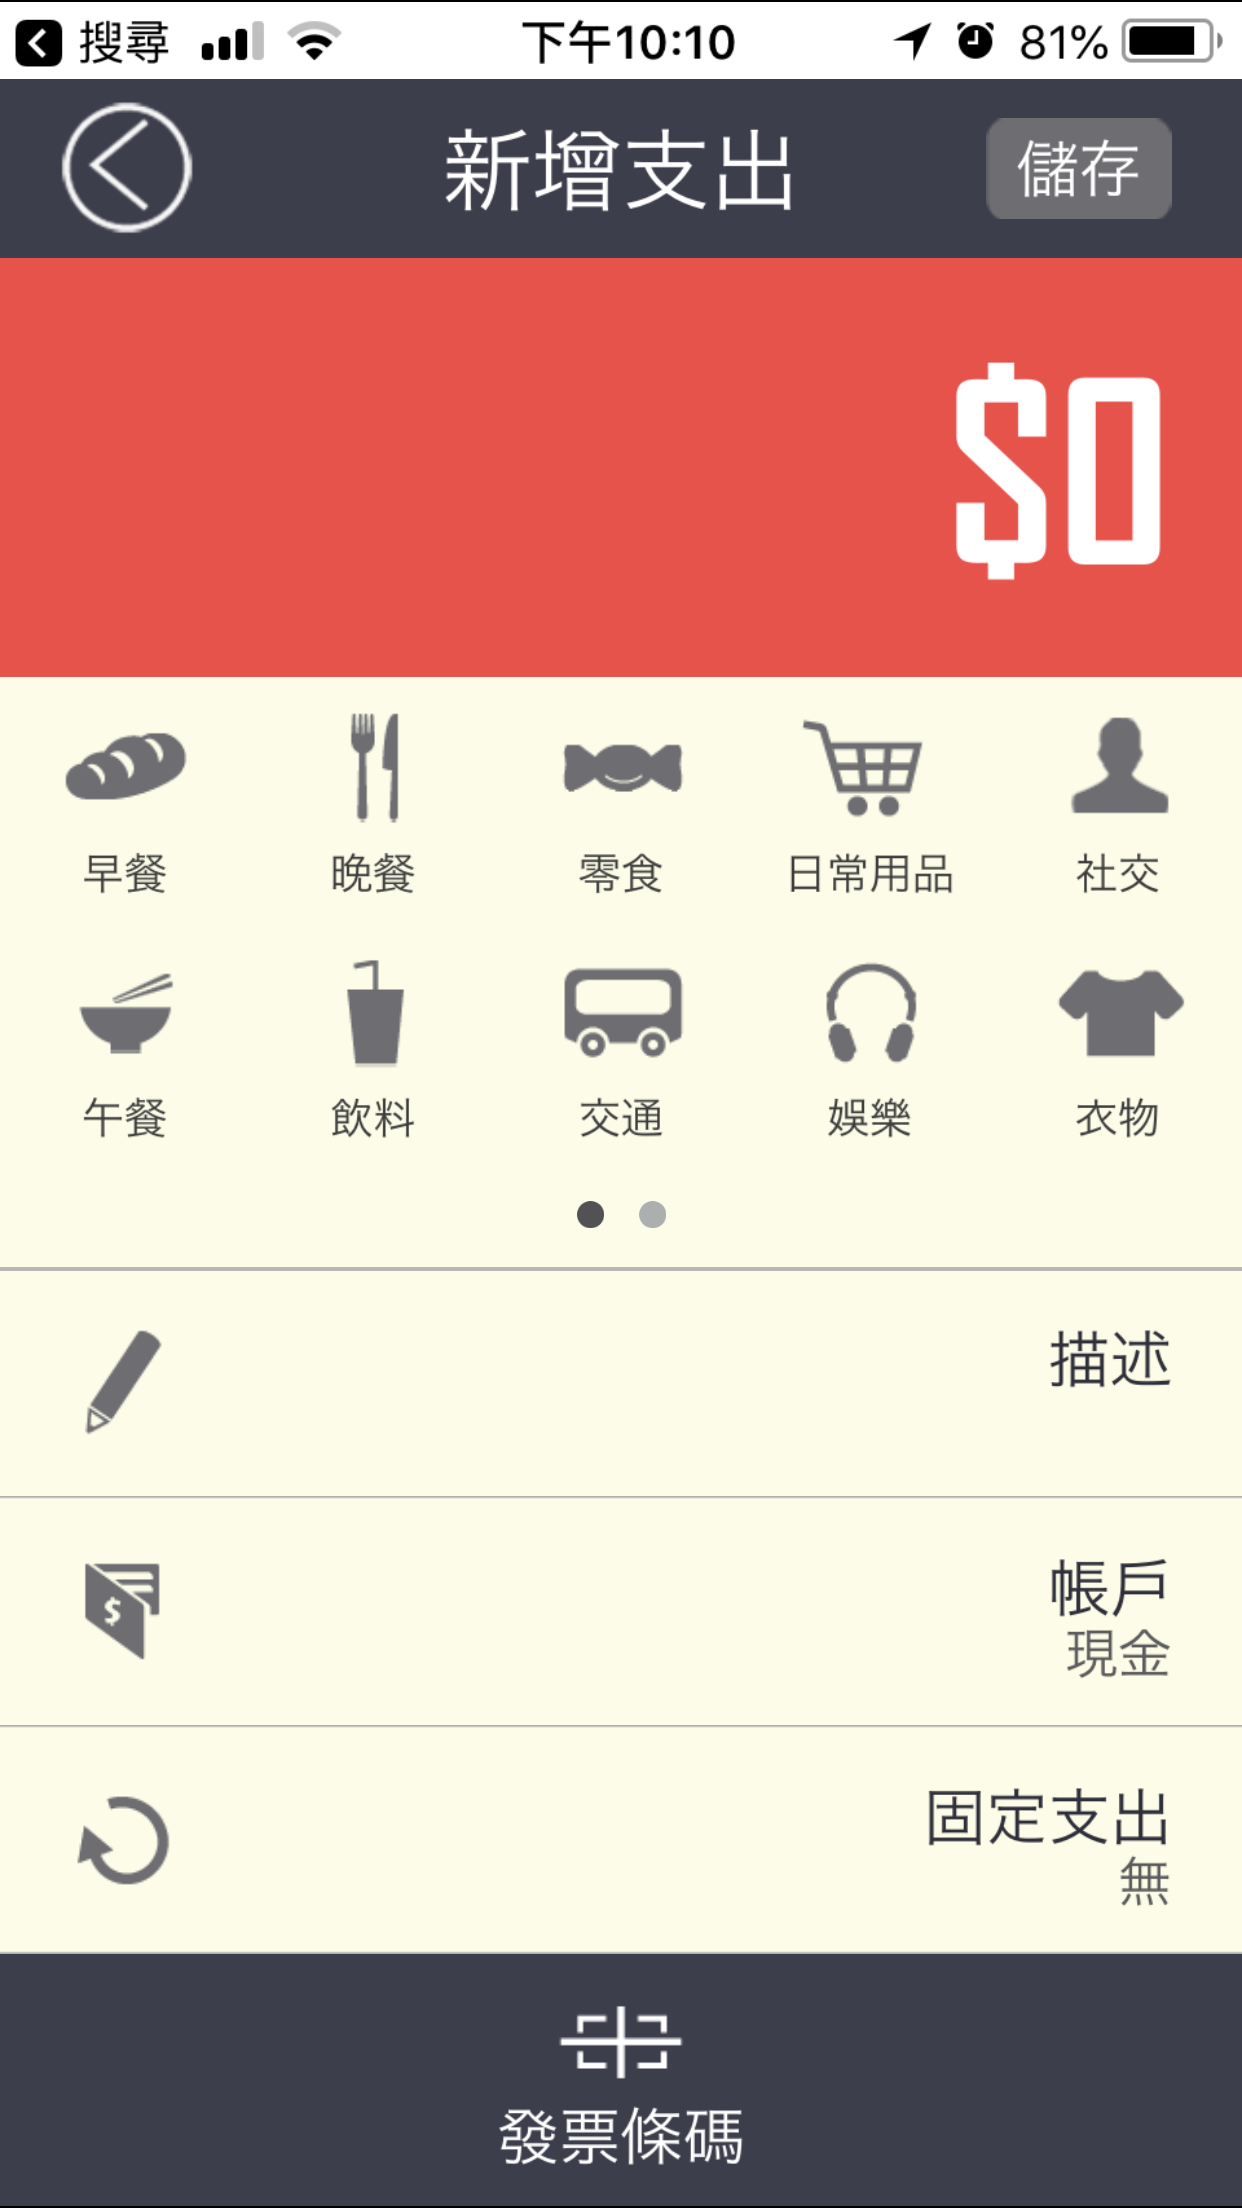 搜尋 下午10:10 81%
新增支出 儲存
$0
早餐 晚餐 零食 日常用品 社交
午餐 飲料 交通 娛樂 衣物
描述
帳戶
現金
固定支出
無
發票條碼